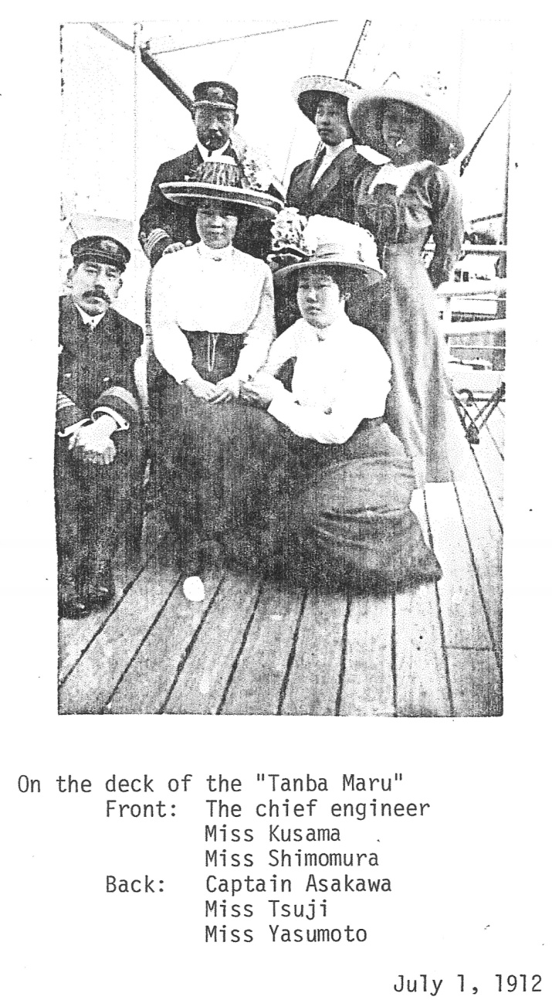 On the deck of the "Tanba Maru"
Front: The chief engineer
Miss Kusama
Miss Shimomura
Back: Captain Asakawa
Miss Tsuji
Miss Yasumoto
July 1, 1912